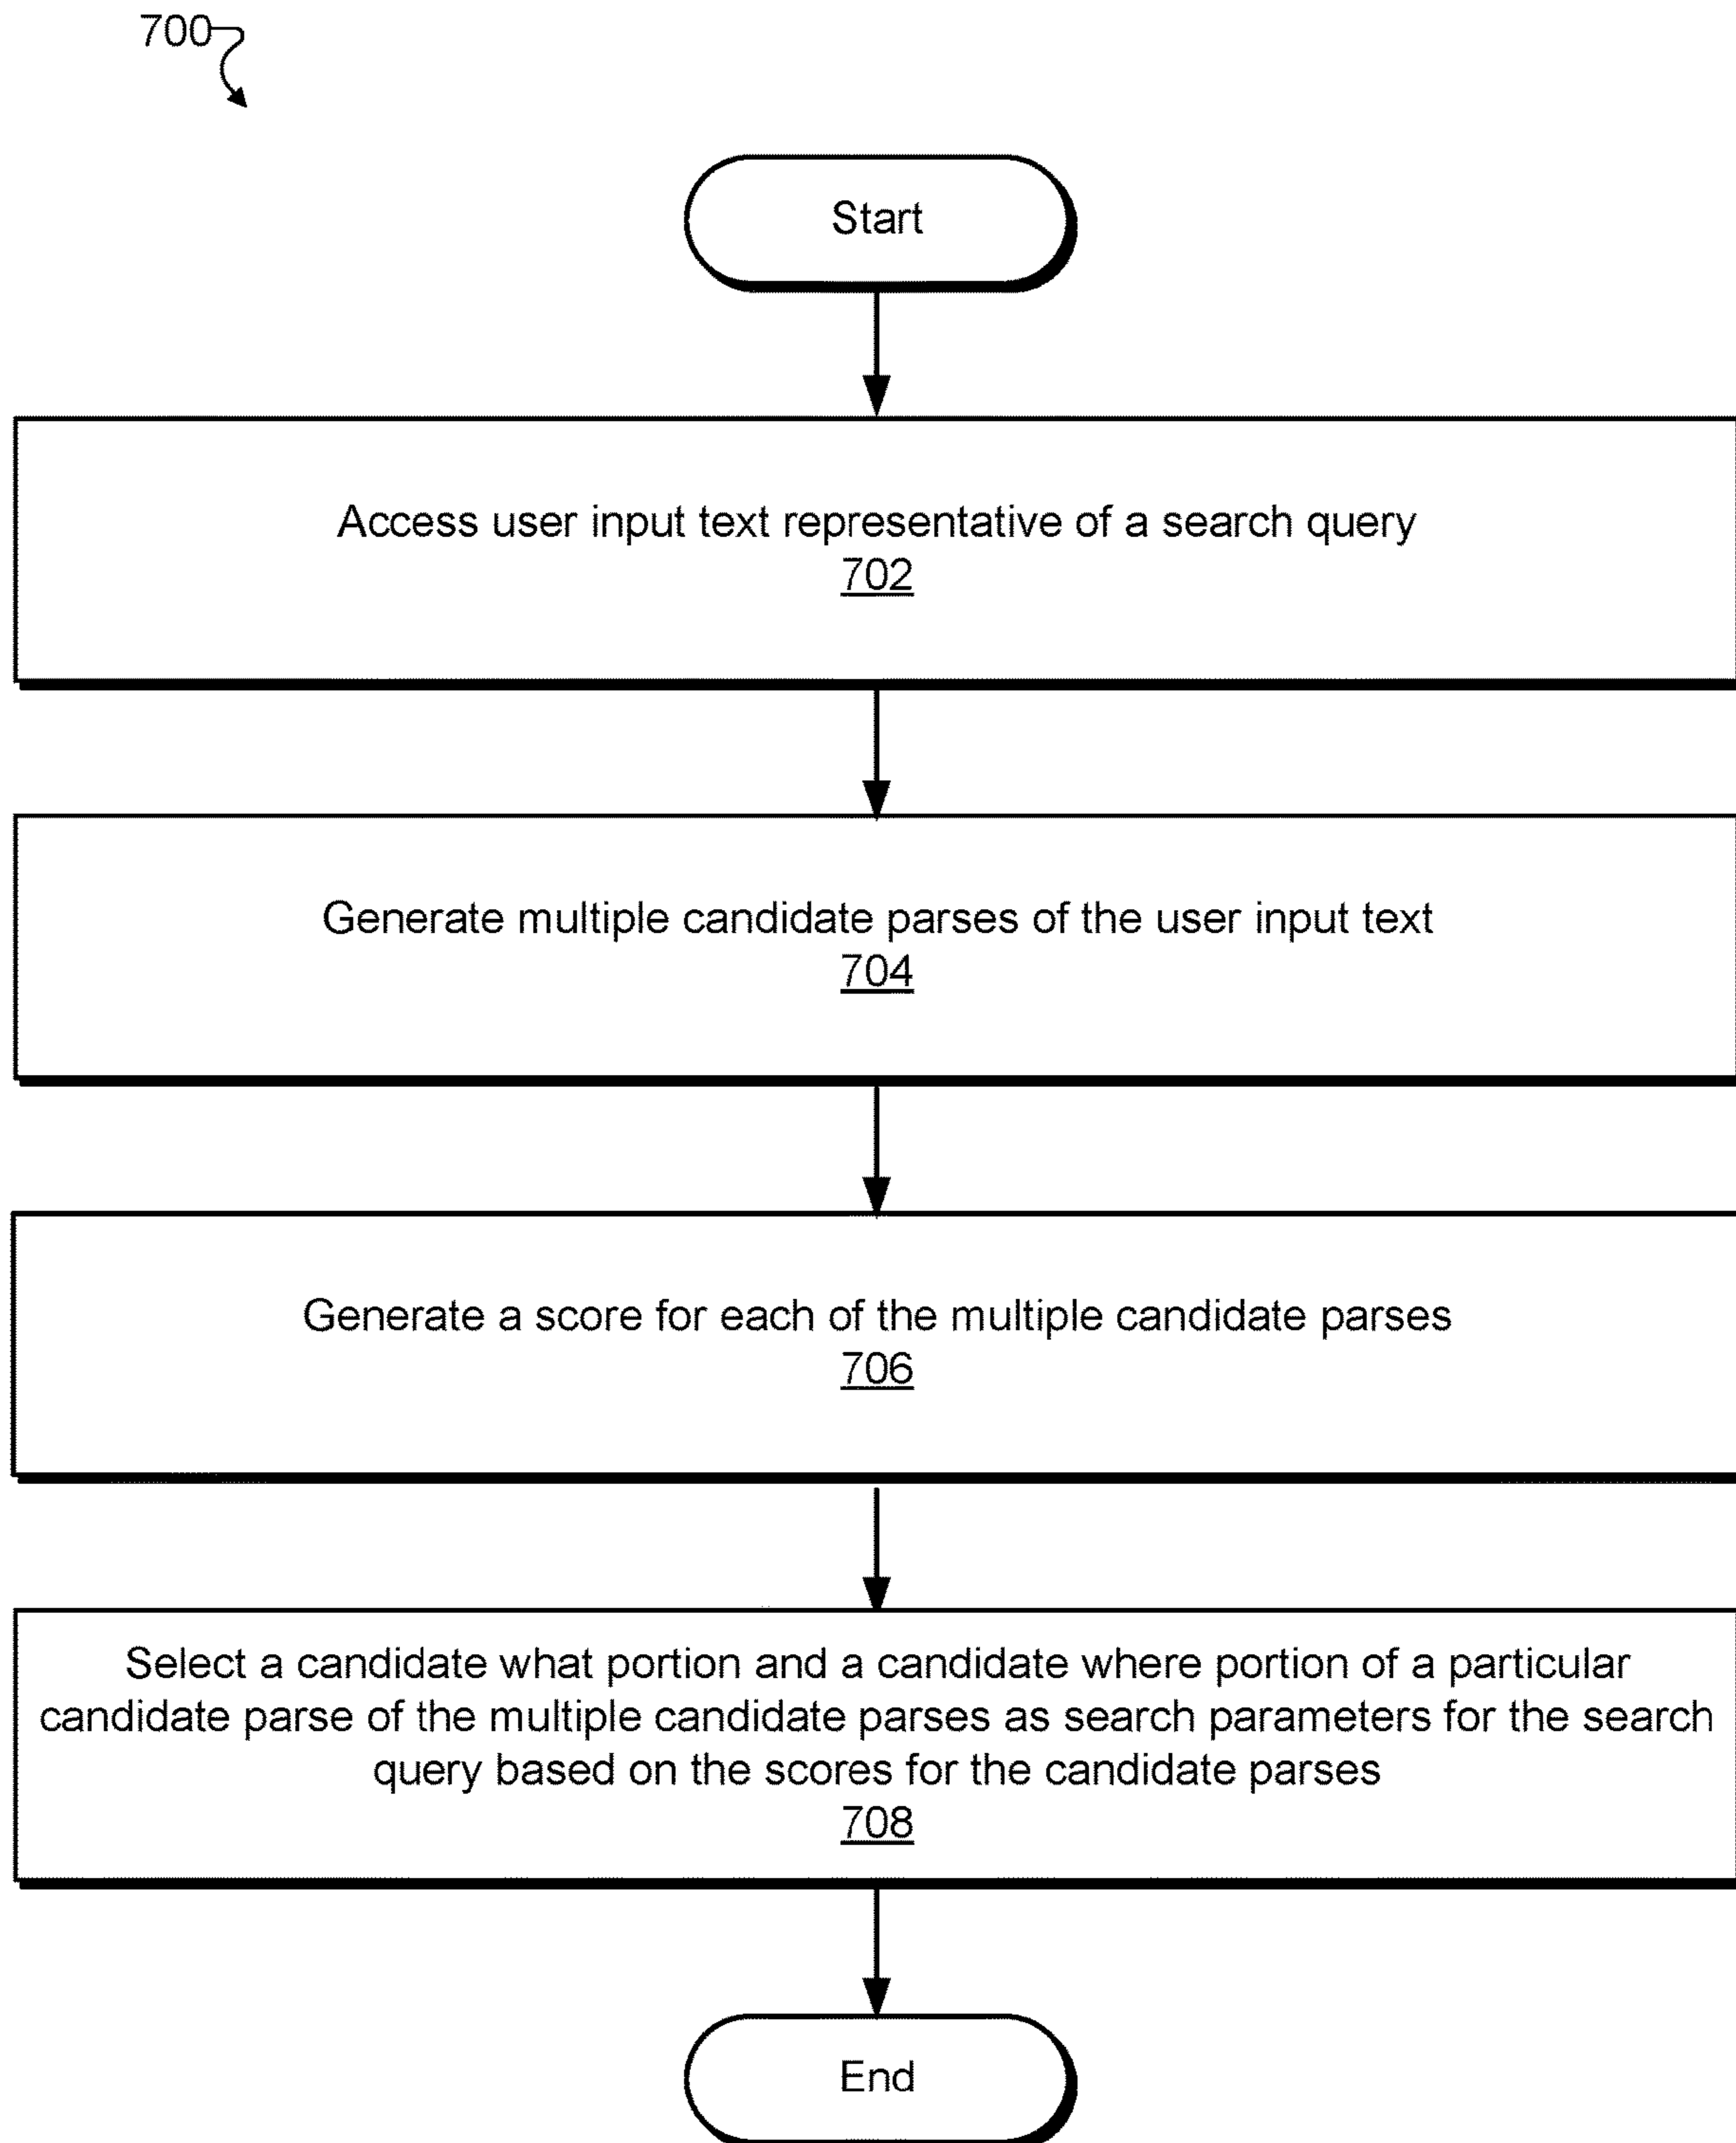 700
Start
Access user input text representative of a search query
702
Generate multiple candidate parses of the user input text
704
Generate a score for each of the multiple candidate parses
706
Select a candidate what portion and a candidate where portion of a particular
candidate parse of the multiple candidate parses as search parameters for the search
query based on the scores for the candidate parses
708
End